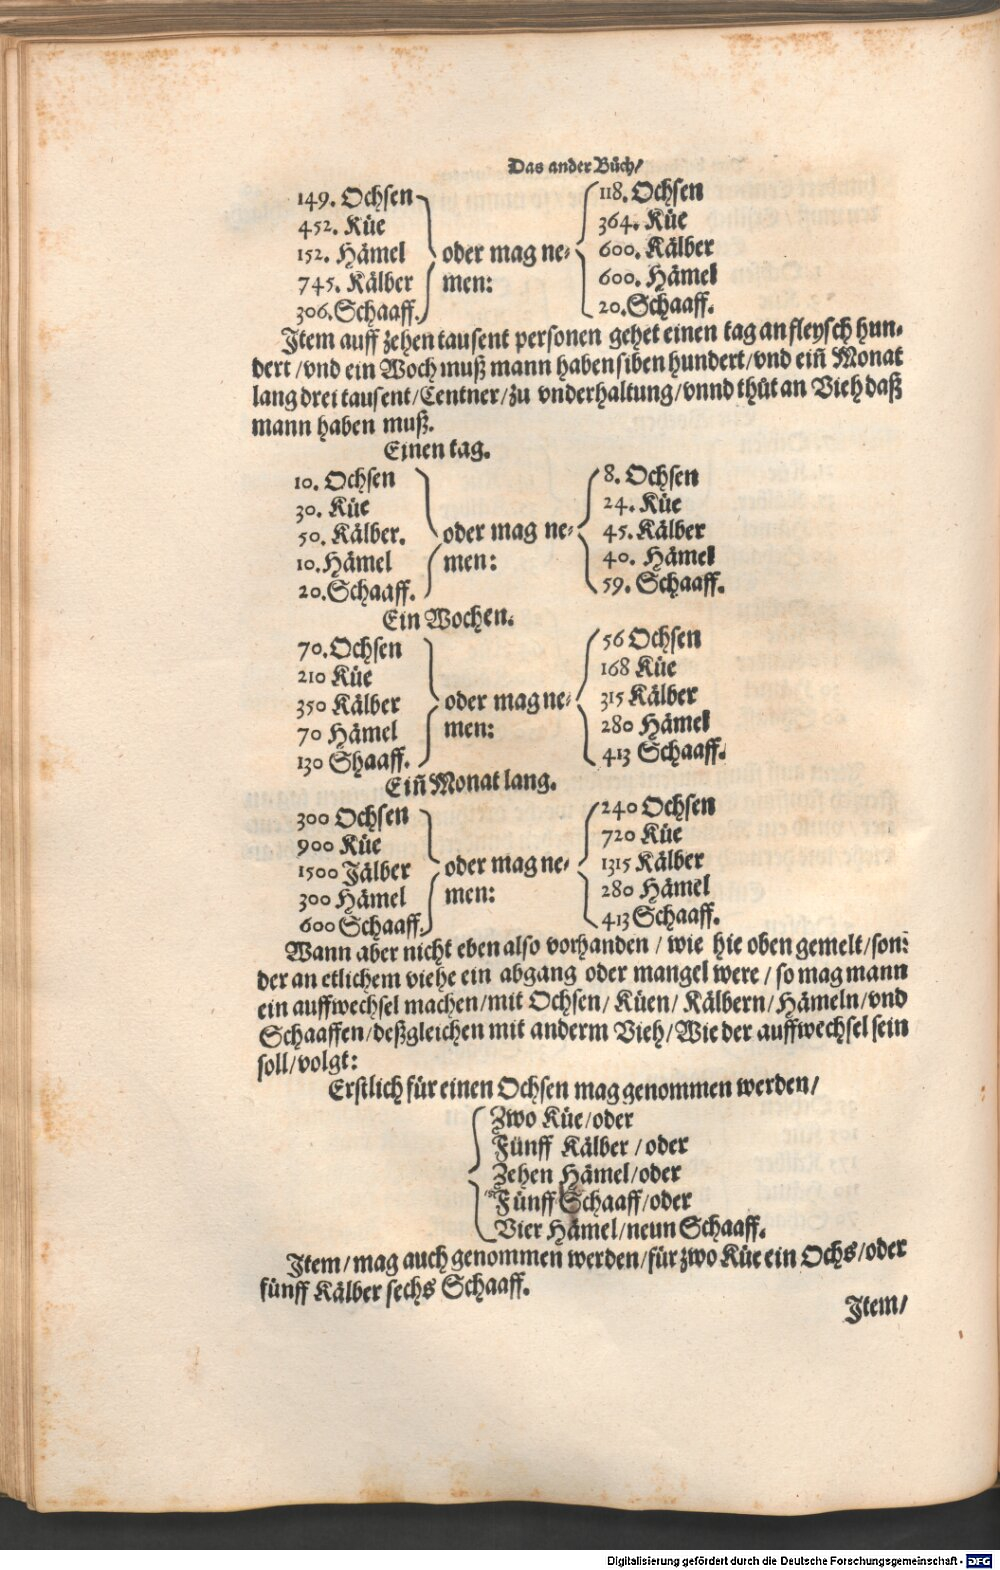 Das ander Bůch/
149. Ochsen
452. Küe
152. Hämel
745. Kälber
306. Schaaff.
oder mag ne-
men:
118. Ochsen
364. Küe
600. Kälber
600. Hämel
20. Schaaff.
Item auff zehen tausent personen gehet einen tag an fleysch hun-
dert/vnd ein Woch muß mann haben siben hundert/vnd eiñ Monat
lang drei tausent/Centner/zu vnderhaltung/vnnd thůt an Vieh daß
mann haben muß.
Einen tag.
10. Ochsen
30. Küe
50. Kälber.
10. Hämel
20. Schaaff.
oder mag ne-
men:
8. Ochsen
24. Küe
45. Kälber
40. Hämel
59. Schaaff.
Ein Wochen.
70. Ochsen
210 Küe
350 Kälber
70 Hämel
130 Shaaff.
oder mag ne-
men:
56 Ochsen
168 Küe
315 Kälber
280 Hämel
413 Schaaff.
Eiñ Monat lang.
300 Ochsen
900 Küe
1500 Jälber
300 Hämel
600 Schaaff.
oder mag ne-
men:
240 Ochsen
720 Küe
1315 Kälber
280 Hämel
413 Schaaff.
Wann aber nicht eben also vorhanden / wie hie oben gemelt/son-
der an etlichem viehe ein abgang oder mangel were / so mag mann
ein auffwechsel machen/mit Ochsen/ Küen/ Kälbern/ Hämeln/vnd
Schaaffen/deßgleichen mit anderm Vieh/Wie der auffwechsel sein
soll/volgt:
Erstlich für einen Ochsen mag genommen werden/
Zwo Küe/oder
Fünff Kälber / oder
Zehen Hämel/oder
Fünff Schaaff/oder
Vier Hämel/neun Schaaff.
Item/ mag auch genommen werden/für zwo Küe ein Ochs/oder
fünff Kälber sechs Schaaff.
Item/
Digitalisierung gefördert durch die Deutsche Forschungsgemeinschaft - DFG